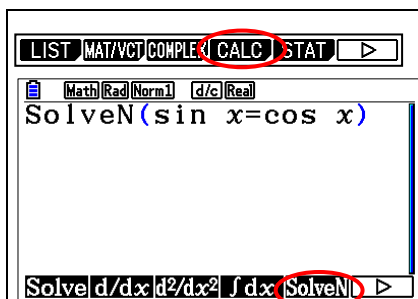 LIST MAT/VCT COMPLEX CALC STAT ▷
Math Rad Norm1 d/c Real
SolveN(sin x=cos x)
Solve d/dx d²/dx² ∫dx SolveN ▷